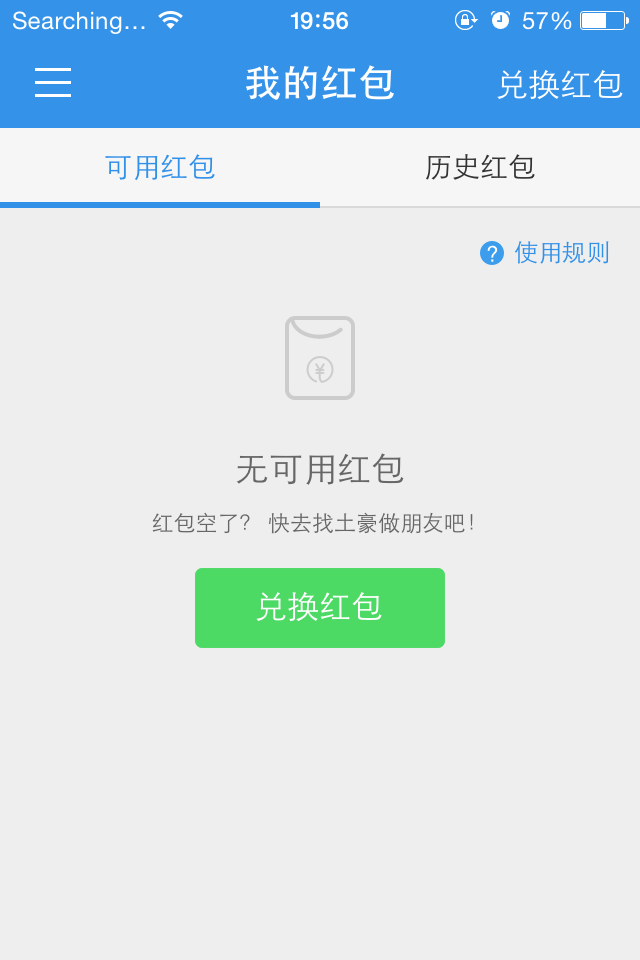 Searching... 19:56 57%
我的红包 兑换红包
可用红包 历史红包
? 使用规则
¥
无可用红包
红包空了? 快去找土豪做朋友吧!
兑换红包